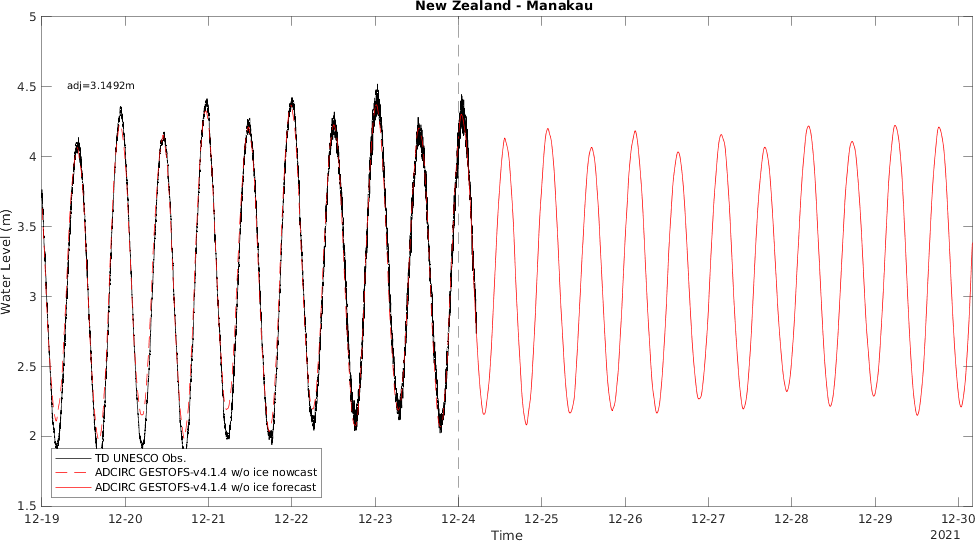 New Zealand - Manakau
5
adj=3.1492m
4.5
4
3.5
3
2.5
2
1.5
Water Level (m)
TD UNESCO Obs.
ADCIRC GESTOFS-v4.1.4 w/o ice nowcast
ADCIRC GESTOFS-v4.1.4 w/o ice forecast
12-19 12-20 12-21 12-22 12-23 12-24 12-25 12-26 12-27 12-28 12-29 12-30
Time
2021